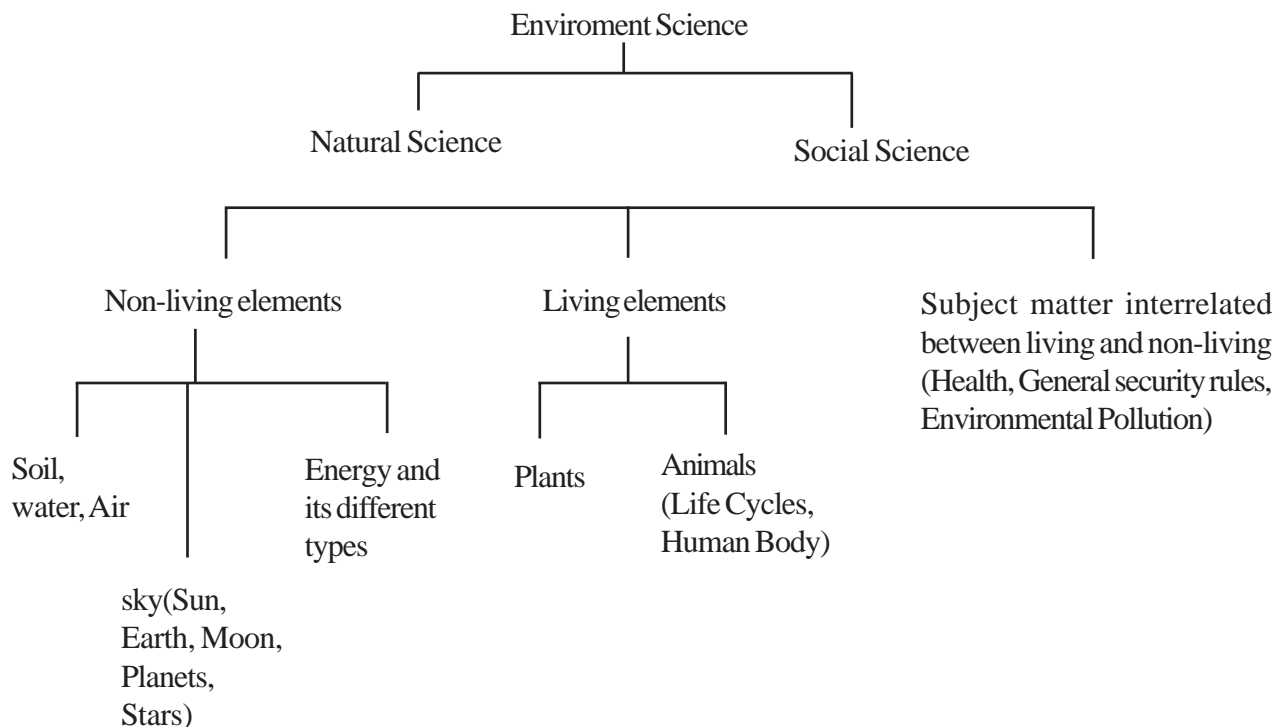 Enviroment Science
Natural Science
Social Science
Non-living elements
Living elements
Subject matter interrelated
between living and non-living
(Health, General security rules,
Environmental Pollution)
Soil,
water, Air
sky(Sun,
Earth, Moon,
Planets,
Stars)
Energy and
its different
types
Plants
Animals
(Life Cycles,
Human Body)